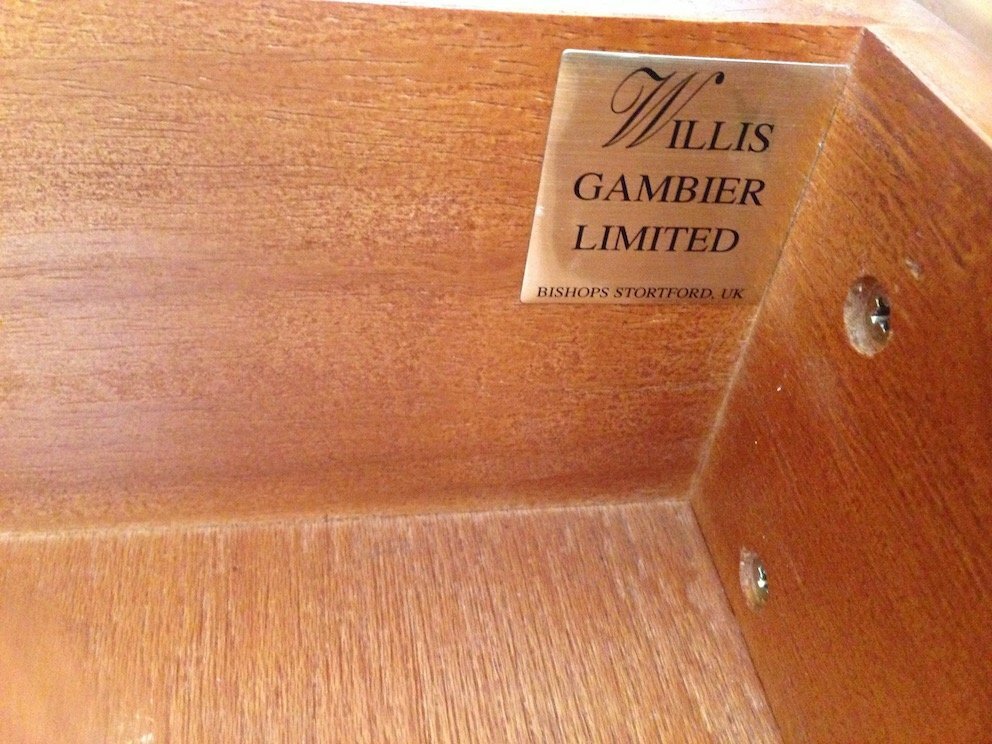 WILLIS
GAMBIER
LIMITED
BISHOPS STORTFORD, UK